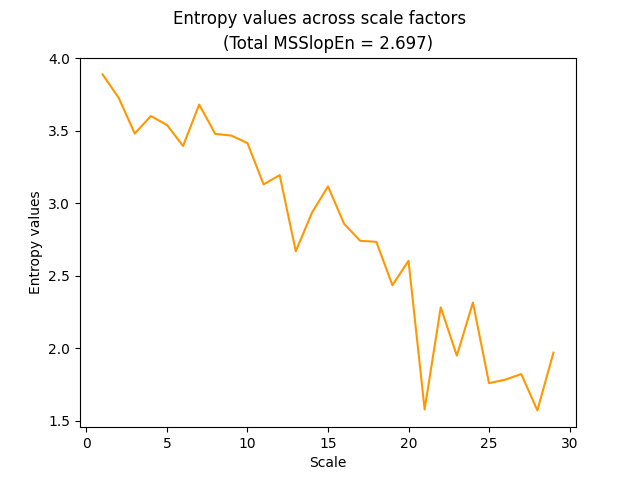 Entropy values across scale factors
(Total MSSlopEn = 2.697)
4.0
3.5
3.0
2.5
2.0
1.5
Entropy values
0 5 10 15 20 25 30
Scale